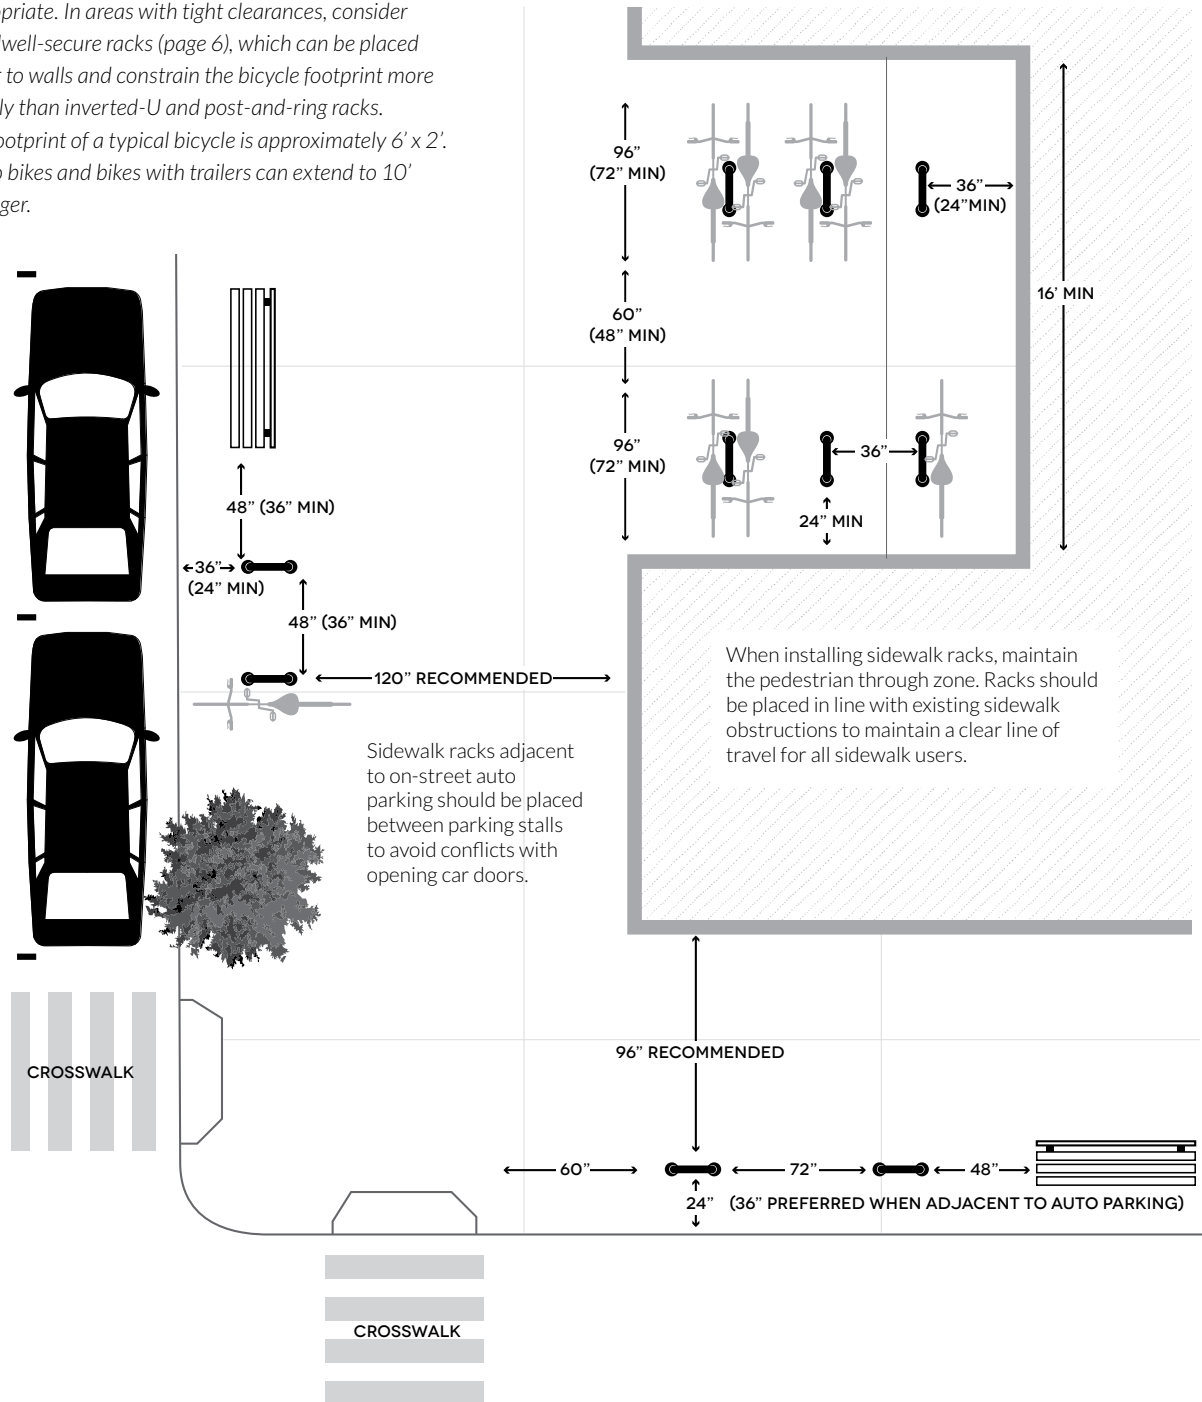 In areas with tight clearances, consider
well-secure racks (page 6), which can be placed
to walls and constrain the bicycle footprint more
than inverted-U and post-and-ring racks.
footprint of a typical bicycle is approximately 6’ x 2’.
bikes and bikes with trailers can extend to 10’
96”
(72” MIN)
36”
(24”MIN)
16’ MIN
60”
(48” MIN)
96”
(72” MIN)
36”
24” MIN
48” (36” MIN)
36”
(24” MIN)
48” (36” MIN)
120” RECOMMENDED
When installing sidewalk racks, maintain
the pedestrian through zone. Racks should
be placed in line with existing sidewalk
obstructions to maintain a clear line of
travel for all sidewalk users.
Sidewalk racks adjacent
to on-street auto
parking should be placed
between parking stalls
to avoid conflicts with
opening car doors.
96” RECOMMENDED
CROSSWALK
60”
72”
48”
24” (36” PREFERRED WHEN ADJACENT TO AUTO PARKING)
CROSSWALK